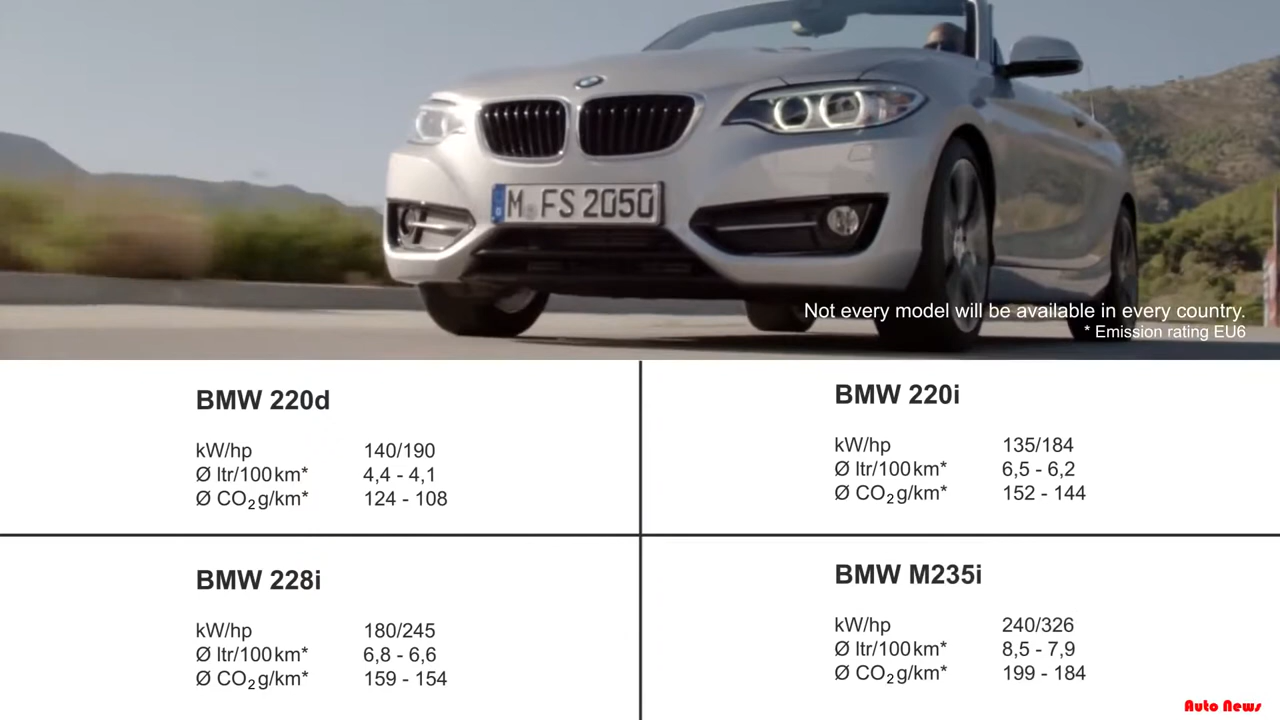 M FS 2050
Not every model will be available in every country.
* Emission rating EU6
BMW 220d
kW/hp 140/190
Ø ltr/100km* 4,4 - 4,1
Ø CO₂g/km* 124 - 108
BMW 220i
kW/hp 135/184
Ø ltr/100km* 6,5 - 6,2
Ø CO₂g/km* 152 - 144
BMW 228i
kW/hp 180/245
Ø ltr/100km* 6,8 - 6,6
Ø CO₂g/km* 159 - 154
BMW M235i
kW/hp 240/326
Ø ltr/100km* 8,5 - 7,9
Ø CO₂g/km* 199 - 184
Auto News